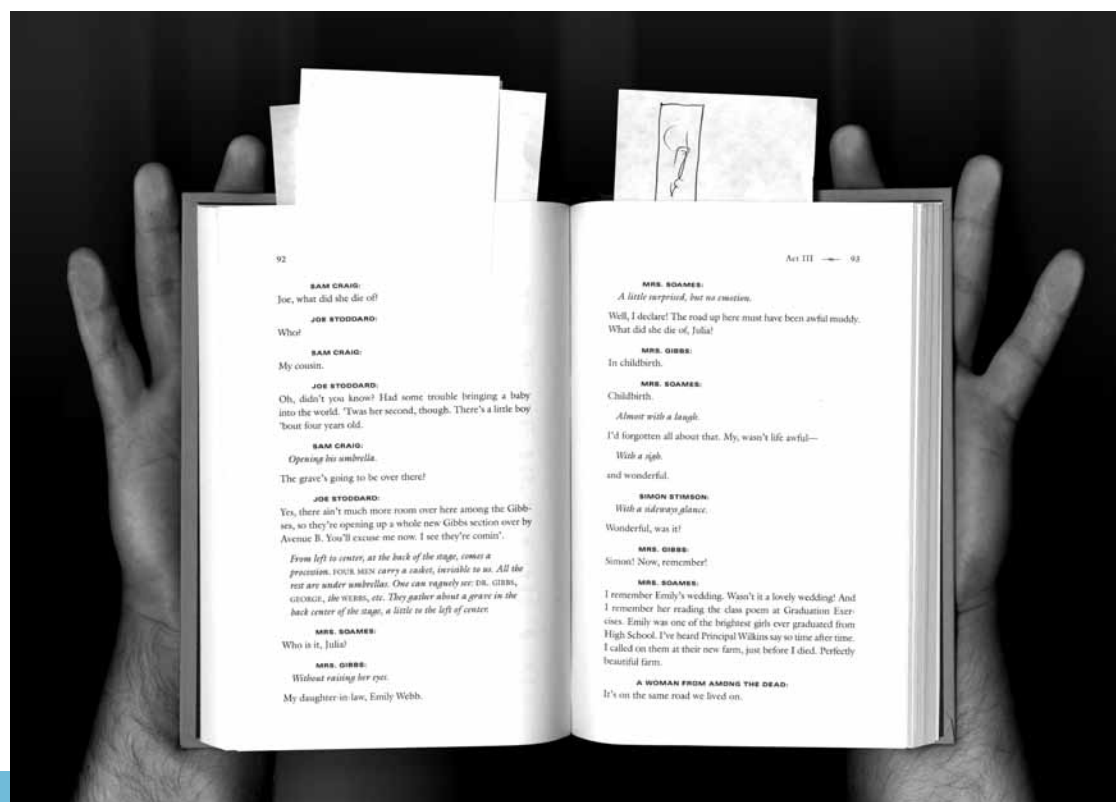 92
SAM CRAIG:
Joe, what did she die of?
JOE STODDARD:
Who?
SAM CRAIG:
My cousin.
JOE STODDARD:
Oh, didn't you know? Had some trouble bringing a baby
into the world. 'Twas her second, though. There's a little boy
'bout four years old.
SAM CRAIG:
Opening his umbrella.
The grave's going to be over there?
JOE STODDARD:
Yes, there ain't much more room over here among the Gibb-
ses, so they're opening up a whole new Gibbs section over by
Avenue B. You'll excuse me now. I see they're comin'.
From left to center, at the back of the stage, comes a
procession. FOUR MEN carry a casket, invisible to us. All the
rest are under umbrellas. One can vaguely see: DR. GIBBS,
GEORGE, the WEBBS, etc. They gather about a grave in the
back center of the stage, a little to the left of center.
MRS. SOAMES:
Who is it, Julia?
MRS. GIBBS:
Without raising her eyes.
My daughter-in-law, Emily Webb.
Act III 93
MRS. SOAMES:
A little surprised, but no emotion.
Well, I declare! The road up here must have been awful muddy.
What did she die of, Julia?
MRS. GIBBS:
In childbirth.
MRS. SOAMES:
Childbirth.
Almost with a laugh.
I'd forgotten all about that. My, wasn't life awful—
With a sigh.
and wonderful.
SIMON STIMSON:
With a sideways glance.
Wonderful, was it?
MRS. GIBBS:
Simon! Now, remember!
MRS. SOAMES:
I remember Emily's wedding. Wasn't it a lovely wedding! And
I remember her reading the class poem at Graduation Exer-
cises. Emily was one of the brightest girls ever graduated from
High School. I've heard Principal Wilkins say so time after time.
I called on them at their new farm, just before I died. Perfectly
beautiful farm.
A WOMAN FROM AMONG THE DEAD:
It's on the same road we lived on.